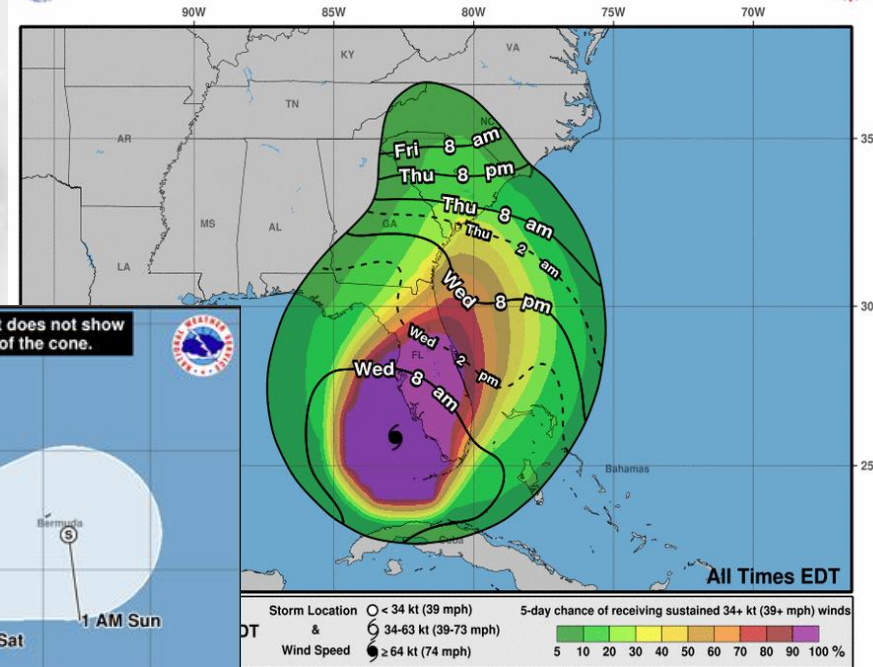 90W 85W 80W 75W 70W
KY
VA
TN
NC
35
AR
Fri 8 am
Thu 8 pm
Thu 8 am
MS
AL
GA
Thu 2 am
LA
Wed 8 pm
30
t does not show
of the cone.
NATIONAL WEATHER SERVICE
Wed 2 pm
FL
Wed 8 am
25
Bahamas
Cuba
Bermuda
S
1 AM Sun
Sat
All Times EDT
DT
Storm Location
&
Wind Speed
< 34 kt (39 mph)
34-63 kt (39-73 mph)
≥ 64 kt (74 mph)
5-day chance of receiving sustained 34+ kt (39+ mph) winds
5 10 20 30 40 50 60 70 80 90 100 %